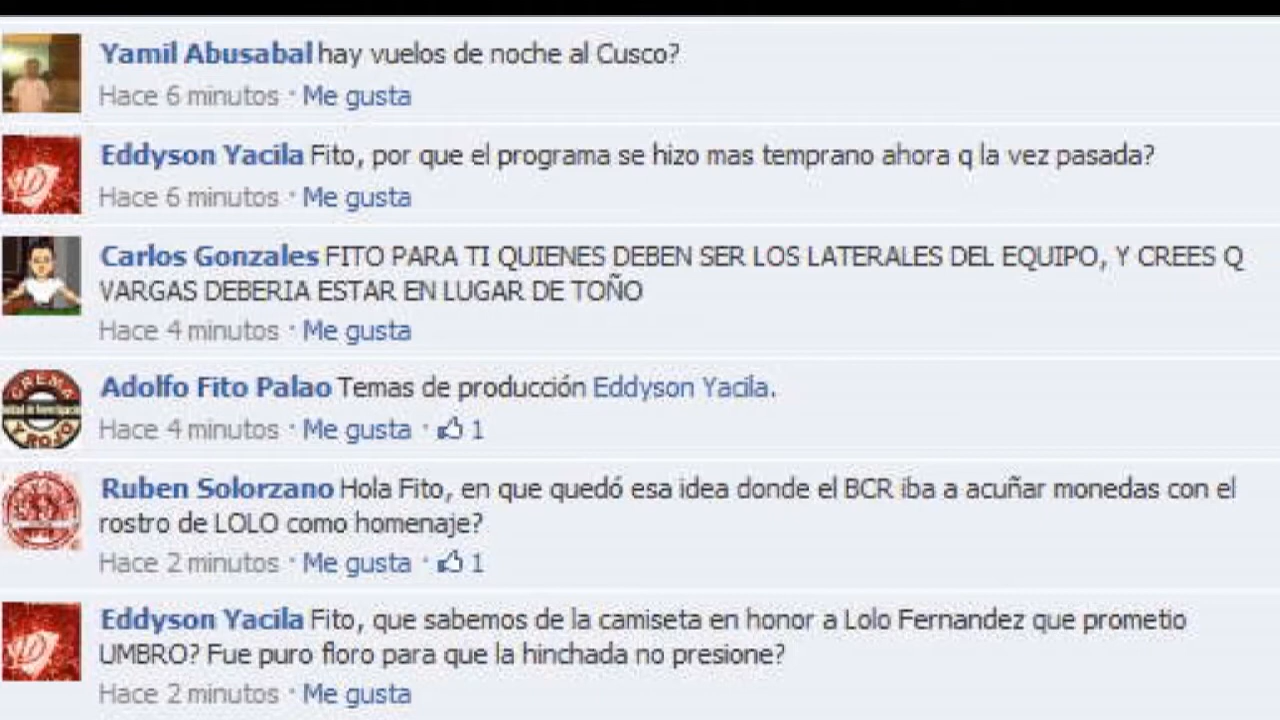 Yamil Abusabal hay vuelos de noche al Cusco?
Hace 6 minutos · Me gusta
Eddyson Yacila Fito, por que el programa se hizo mas temprano ahora q la vez pasada?
Hace 6 minutos · Me gusta
Carlos Gonzales FITO PARA TI QUIENES DEBEN SER LOS LATERALES DEL EQUIPO, Y CREES Q
VARGAS DEBERIA ESTAR EN LUGAR DE TOÑO
Hace 4 minutos · Me gusta
CREMA
Y ROJO
Adolfo Fito Palao Temas de producción Eddyson Yacila.
Hace 4 minutos · Me gusta · 1
Ruben Solorzano Hola Fito, en que quedó esa idea donde el BCR iba a acuñar monedas con el
rostro de LOLO como homenaje?
Hace 2 minutos · Me gusta · 1
Eddyson Yacila Fito, que sabemos de la camiseta en honor a Lolo Fernandez que prometio
UMBRO? Fue puro floro para que la hinchada no presione?
Hace 2 minutos · Me gusta